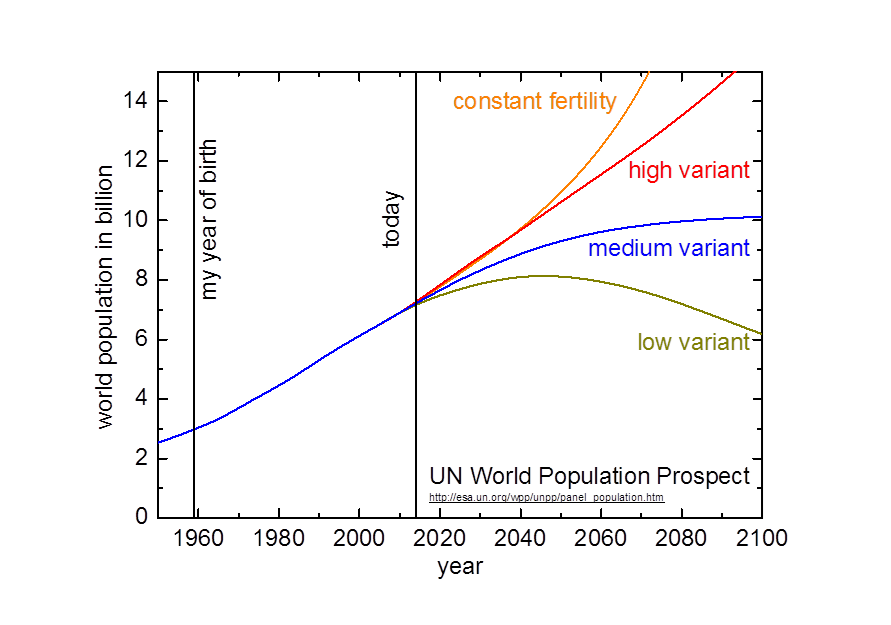 constant fertility
high variant
medium variant
low variant
my year of birth
today
world population in billion
14
12
10
8
6
4
2
0
UN World Population Prospect
http://esa.un.org/wpp/unpp/panel_population.htm
1960 1980 2000 2020 2040 2060 2080 2100
year